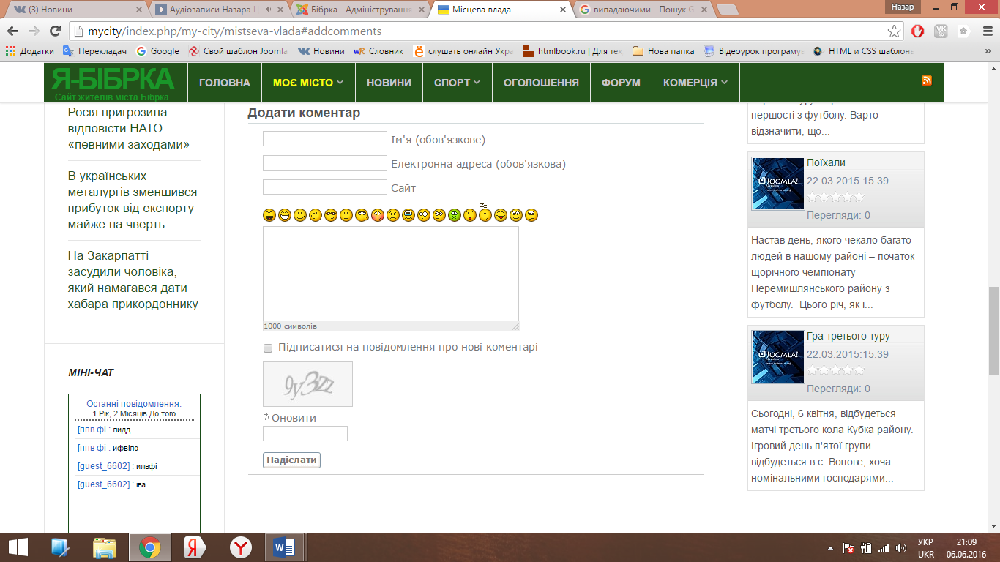 (3) Новини
Аудіозаписи Назара Ц
Бібрка - Адміністрування
Місцева влада
випадаючими - Пошук G
Назар
mycity/index.php/my-city/mistseva-vlada#addcomments
Додатки
Перекладач
Google
Свой шаблон Joomla
Новини
Словник
слушать онлайн Укра
htmlbook.ru | Для тех
Нова папка
Відеоурок програмув
HTML и CSS шаблонь
»
Я-БІБРКА
Сайт жителів міста Бібрка
ГОЛОВНА
МОЄ МІСТО
НОВИНИ
СПОРТ
ОГОЛОШЕННЯ
ФОРУМ
КОМЕРЦІЯ
Росія пригрозила
відповісти НАТО
«певними заходами»
В українських
металургів зменшився
прибуток від експорту
майже на чверть
На Закарпатті
засудили чоловіка,
який намагався дати
хабара прикордоннику
МІНІ-ЧАТ
Останні повідомлення:
1 Рік, 2 Місяців До того
[ппв фі : лидд
[ппв фі : ифвіло
[guest_6602] : илвфі
[guest_6602] : іва
Додати коментар
Ім'я (обов'язкове)
Електронна адреса (обов'язкова)
Сайт
1000 символів
Підписатися на повідомлення про нові коментарі
9y3zz
Оновити
Надіслати
першості з футболу. Варто
відзначити, що...
Поїхали
22.03.2015:15.39
Перегляди: 0
Настав день, якого чекало багато
людей в нашому районі – початок
щорічного чемпіонату
Перемишлянського району з
футболу. Цього річ, як і...
Гра третього туру
22.03.2015:15.39
Перегляди: 0
Сьогодні, 6 квітня, відбудеться
матчі третього кола Кубка району.
Ігровий день п'ятої групи
відбудеться в с. Волове, хоча
номінальними господарями...
JOOMLA!
JOOMLA!
УКР
UKR
21:09
06.06.2016